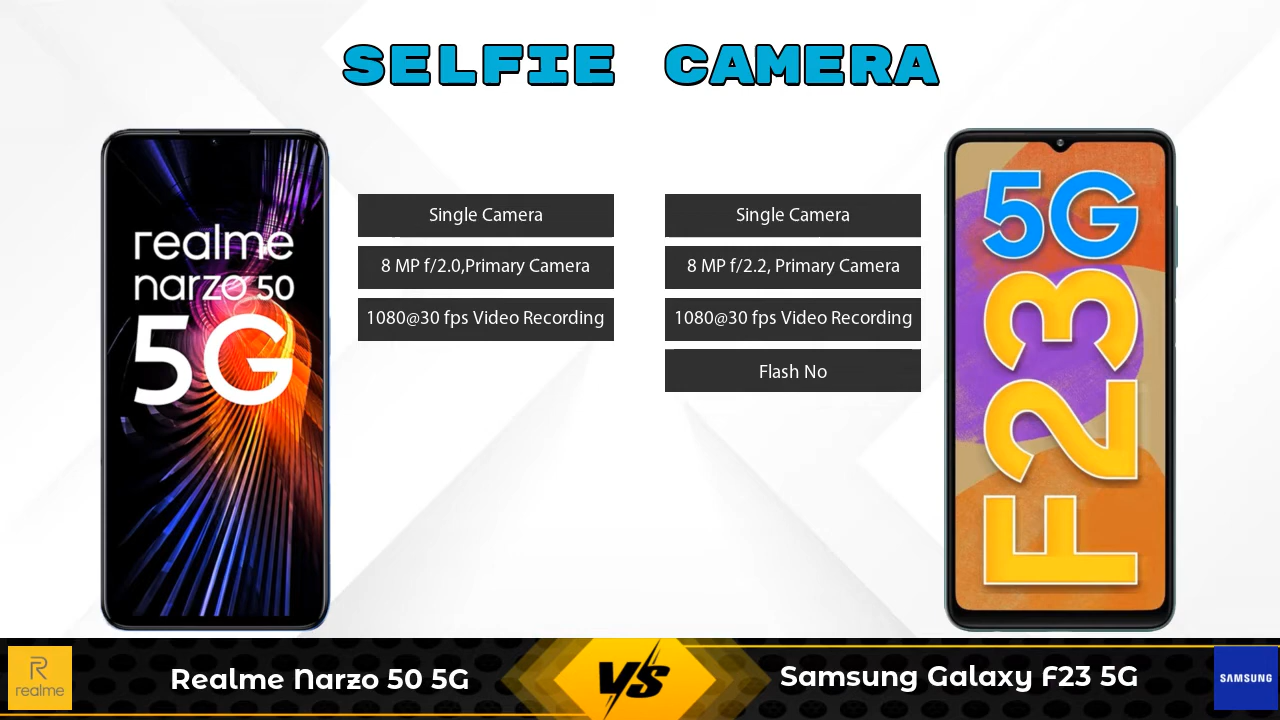 SELFIE CAMERA
realme
narzo 50
5G
Single Camera
8 MP f/2.0,Primary Camera
1080@30 fps Video Recording
Single Camera
8 MP f/2.2, Primary Camera
1080@30 fps Video Recording
Flash No
5G
F23
realme
Realme Narzo 50 5G
VS
Samsung Galaxy F23 5G
SAMSUNG